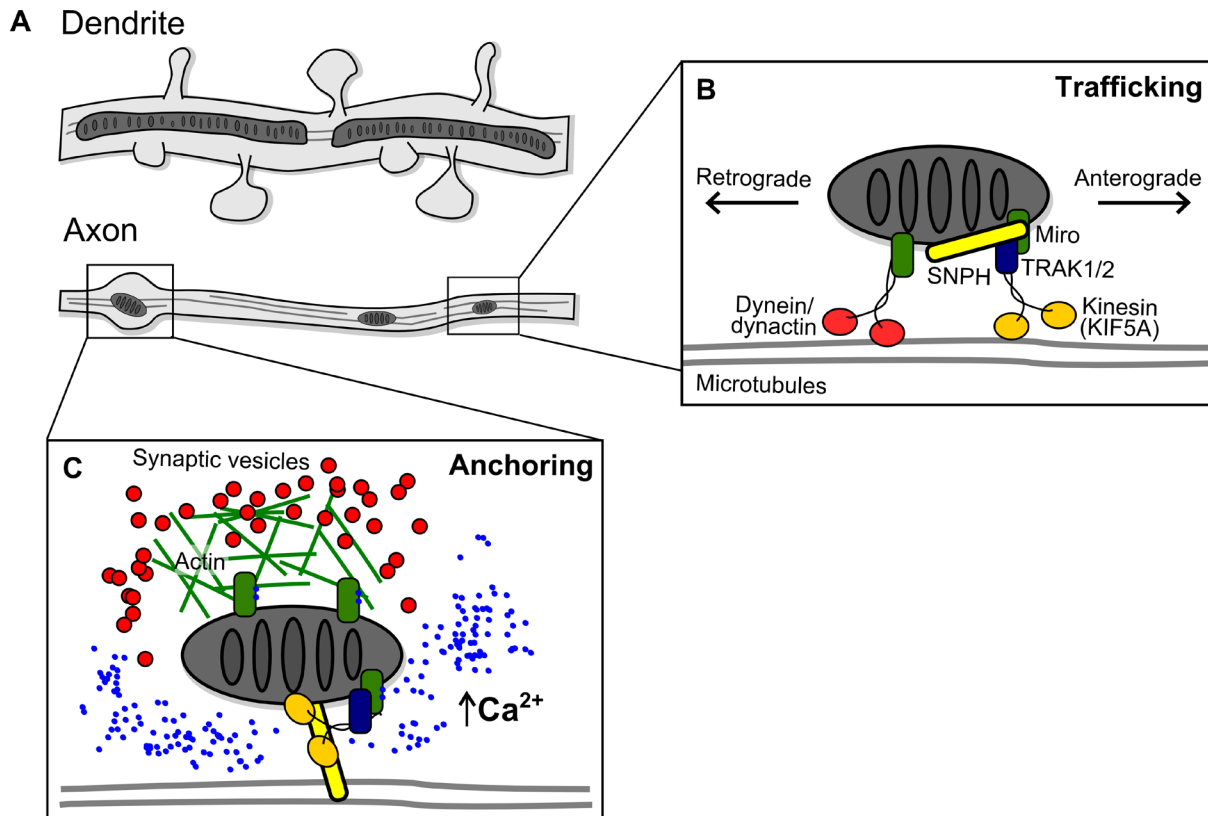 A
Dendrite
Axon
B
Trafficking
Retrograde
Anterograde
Miro
TRAK1/2
SNPH
Dynein/
dynactin
Kinesin
(KIF5A)
Microtubules
C
Synaptic vesicles
Anchoring
Actin
↑Ca²⁺